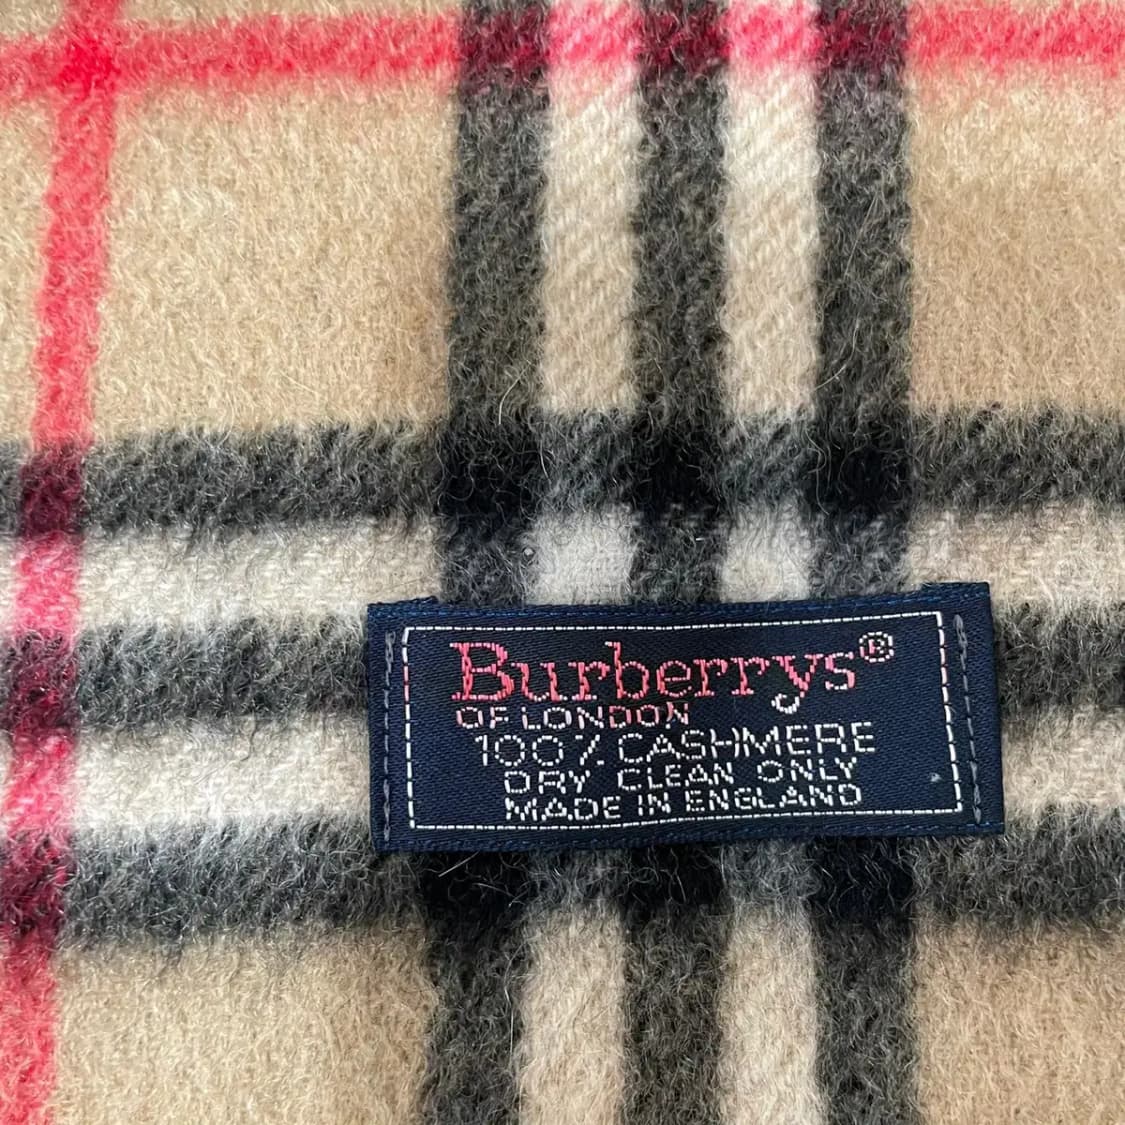 Burberrys®
OF LONDON
100% CASHMERE
DRY CLEAN ONLY
MADE IN ENGLAND